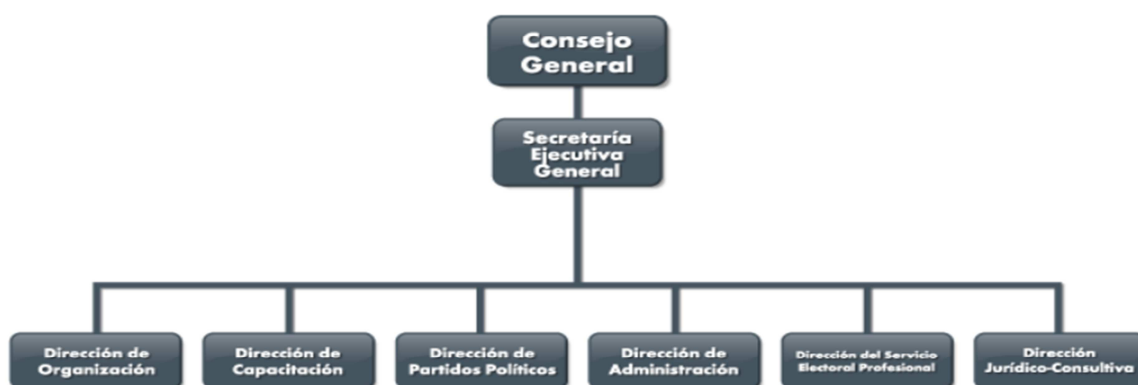 Consejo
General
Secretaría
Ejecutiva
General
Dirección de
Organización
Dirección de
Capacitación
Dirección de
Partidos Políticos
Dirección de
Administración
Dirección del Servicio
Electoral Profesional
Dirección
Jurídico-Consultiva